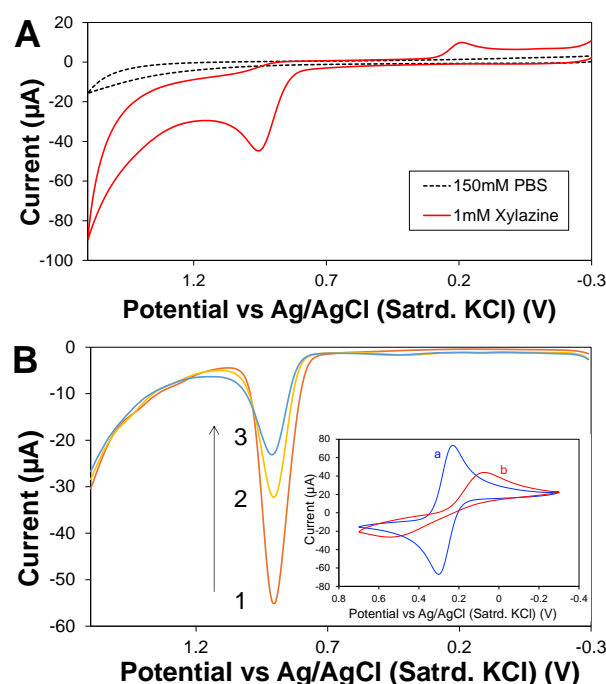 A
20
0
-20
-40
-60
-80
-100
Current (µA)
150mM PBS
1mM Xylazine
1.2 0.7 0.2 -0.3
Potential vs Ag/AgCl (Satrd. KCl) (V)
B
0
-10
-20
-30
-40
-50
-60
Current (µA)
3
2
1
80
60
40
20
0
-20
-40
-60
-80
Current (µA)
a
b
0.8 0.6 0.4 0.2 0 -0.2 -0.4
Potential vs Ag/AgCl (Satrd. KCl) (V)
1.2 0.7 0.2 -0.3
Potential vs Ag/AgCl (Satrd. KCl) (V)